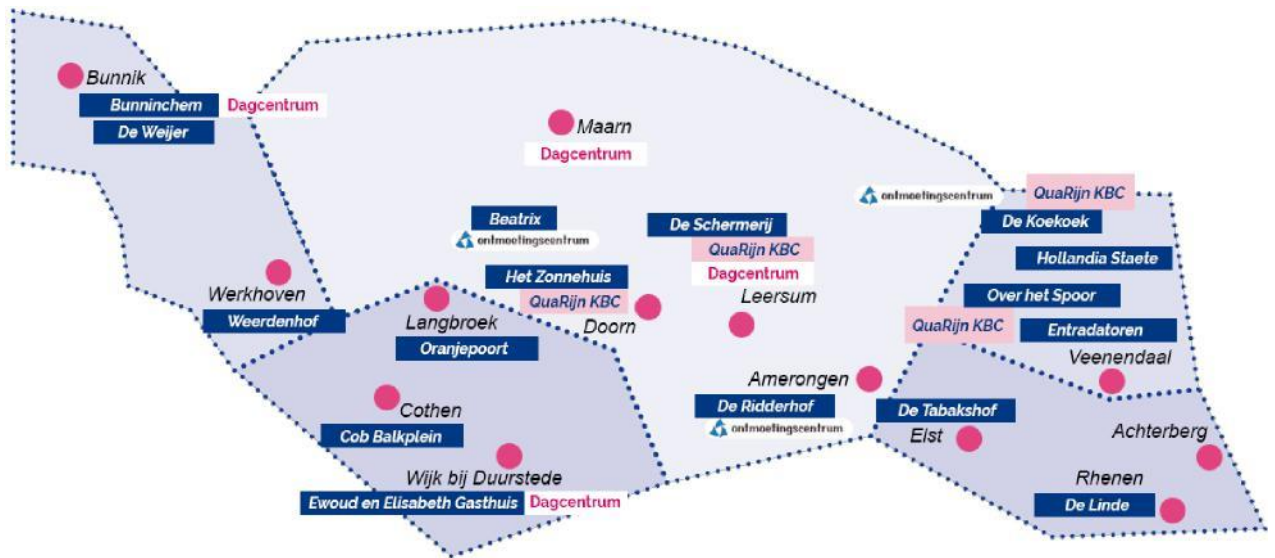 Bunnik
Bunninchem Dagcentrum
De Weijer
Maarn
Dagcentrum
ontmoetingscentrum
QuaRijn KBC
De Koekoek
Beatrix
ontmoetingscentrum
De Schermerij
QuaRijn KBC
Dagcentrum
Hollandia Staete
Het Zonnehuis
QuaRijn KBC
Doorn
Leersum
Over het Spoor
QuaRijn KBC
Entradatoren
Veenendaal
Werkhoven
Weerdenhof
Langbroek
Oranjepoort
Amerongen
De Ridderhof
ontmoetingscentrum
De Tabakshof
Elst
Achterberg
Cothen
Cob Balkplein
Wijk bij Duurstede
Ewoud en Elisabeth Gasthuis Dagcentrum
Rhenen
De Linde